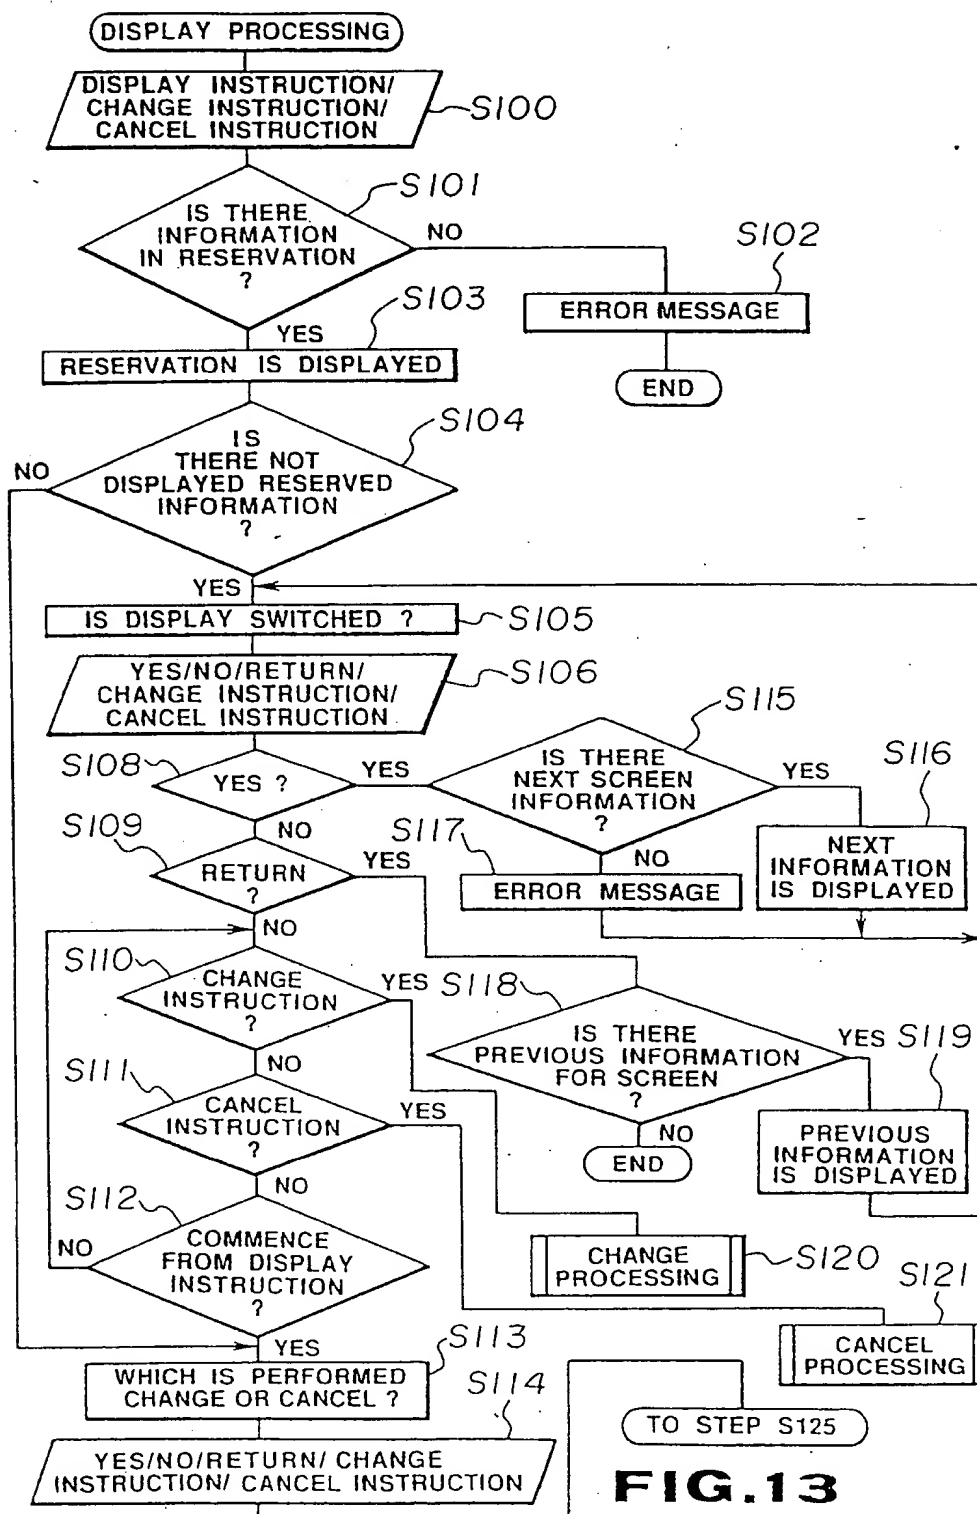 DISPLAY PROCESSING
DISPLAY INSTRUCTION/
CHANGE INSTRUCTION/
CANCEL INSTRUCTION
S100
S101
IS THERE
INFORMATION
IN RESERVATION
?
NO
S102
ERROR MESSAGE
END
YES
S103
RESERVATION IS DISPLAYED
S104
IS
THERE NOT
DISPLAYED RESERVED
INFORMATION
?
NO
YES
IS DISPLAY SWITCHED ?
S105
YES/NO/RETURN/
CHANGE INSTRUCTION/
CANCEL INSTRUCTION
S106
S108
YES ?
YES
NO
S115
IS THERE
NEXT SCREEN
INFORMATION
?
YES
S116
NEXT
INFORMATION
IS DISPLAYED
NO
S117
ERROR MESSAGE
S109
RETURN
?
YES
NO
S110
CHANGE
INSTRUCTION
?
YES
NO
S118
IS THERE
PREVIOUS INFORMATION
FOR SCREEN
?
YES
S119
PREVIOUS
INFORMATION
IS DISPLAYED
NO
END
S111
CANCEL
INSTRUCTION
?
YES
NO
S112
COMMENCE
FROM DISPLAY
INSTRUCTION
?
NO
YES
CHANGE
PROCESSING
S120
S121
CANCEL
PROCESSING
S113
WHICH IS PERFORMED
CHANGE OR CANCEL ?
S114
YES/NO/RETURN/ CHANGE
INSTRUCTION/ CANCEL INSTRUCTION
TO STEP S125
FIG.13